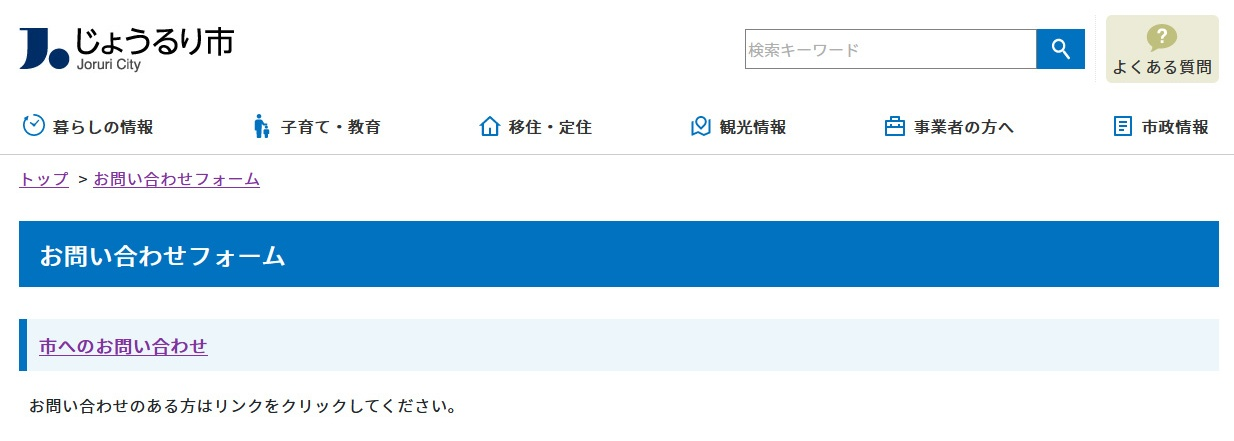 じょうるり市
Joruri City
検索キーワード
よくある質問
暮らしの情報 子育て・教育 移住・定住 観光情報 事業者の方へ 市政情報
トップ > お問い合わせフォーム
お問い合わせフォーム
市へのお問い合わせ
お問い合わせのある方はリンクをクリックしてください。